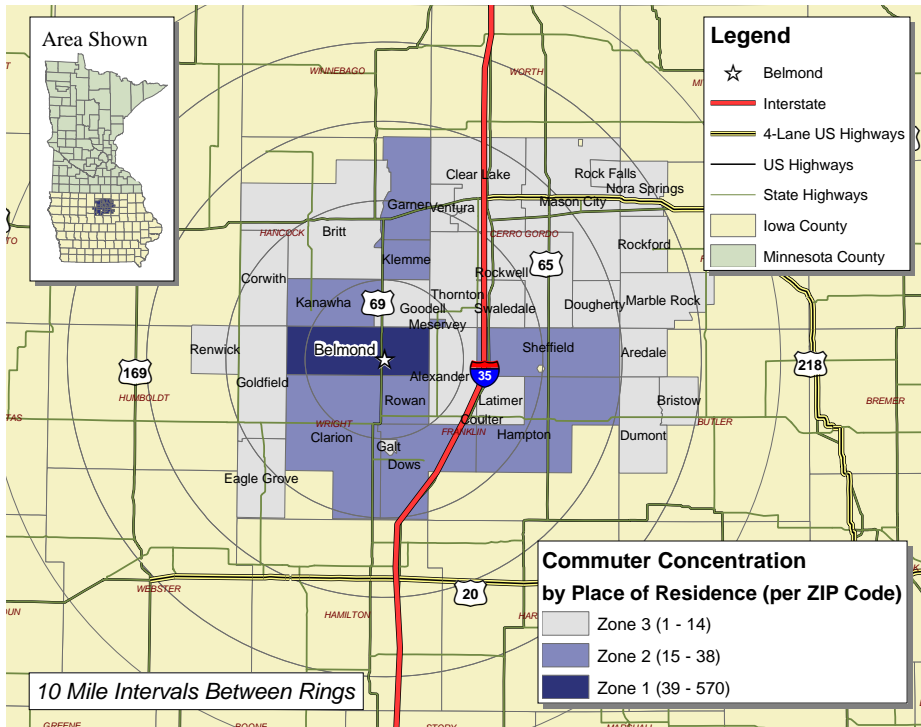 Area Shown
Legend
Belmond
Interstate
4-Lane US Highways
US Highways
State Highways
Iowa County
Minnesota County
WINNEBAGO
WORTH
Clear Lake
Rock Falls
Nora Springs
Garner
Ventura
Mason City
HANCOCK
Britt
CERRO GORDO
Rockford
Klemme
65
Corwith
Rockwell
Kanawha
69
Thornton
Goodell
Swaledale
Dougherty
Marble Rock
Meservey
Renwick
Belmond
Sheffield
Aredale
169
Alexander
35
218
Goldfield
HUMBOLDT
Rowan
Latimer
Bristow
BREMER
WRIGHT
Coulter
BUTLER
Clarion
FRANKLIN
Hampton
Dumont
Galt
Dows
Eagle Grove
Commuter Concentration
by Place of Residence (per ZIP Code)
Zone 3 (1 - 14)
Zone 2 (15 - 38)
Zone 1 (39 - 570)
WEBSTER
20
HAMILTON
10 Mile Intervals Between Rings